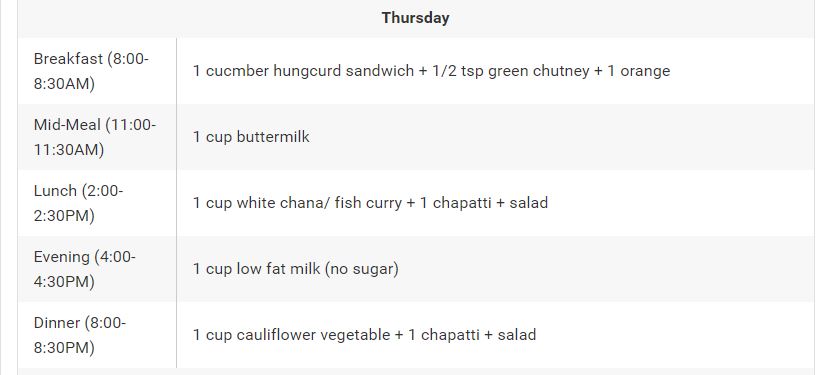 Thursday
Breakfast (8:00-
8:30AM)
1 cucmber hungcurd sandwich + 1/2 tsp green chutney + 1 orange
Mid-Meal (11:00-
11:30AM)
1 cup buttermilk
Lunch (2:00-
2:30PM)
1 cup white chana/ fish curry + 1 chapatti + salad
Evening (4:00-
4:30PM)
1 cup low fat milk (no sugar)
Dinner (8:00-
8:30PM)
1 cup cauliflower vegetable + 1 chapatti + salad